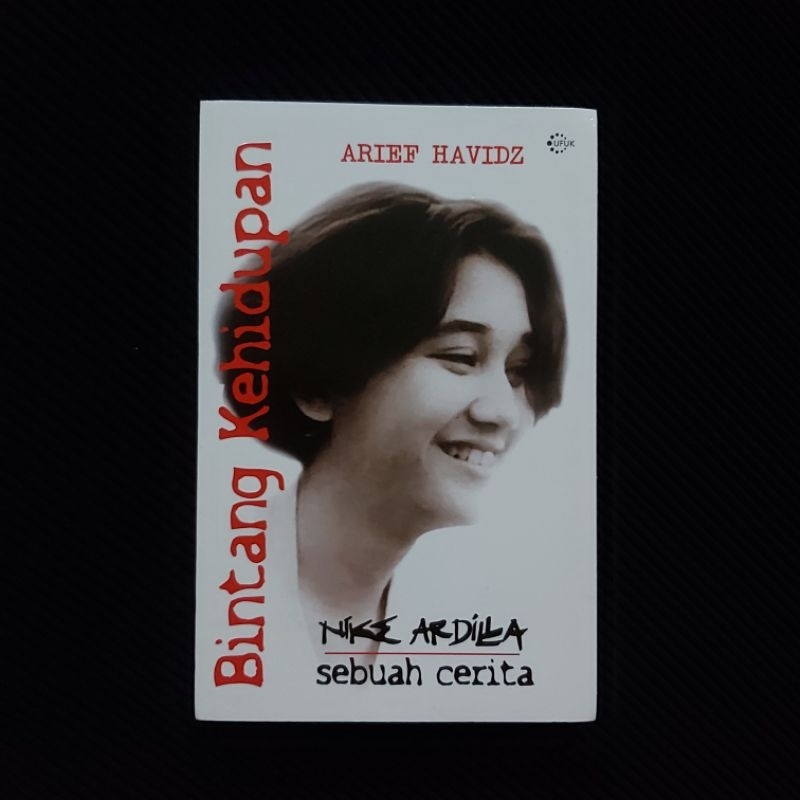 ARIEF HAVIDZ
UFUK
Bintang Kehidupan
NIKE ARDILLA
sebuah cerita